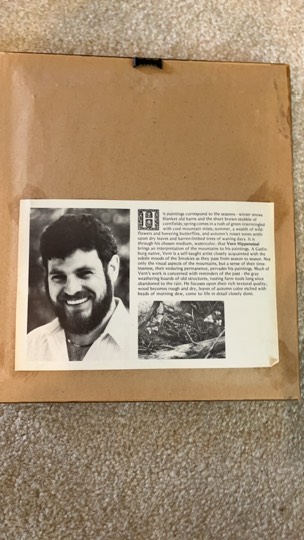 His paintings correspond to the seasons - winter snows
blanket old barns and the short brown stubble of
cornfields; spring comes in a rush of green intermingled
with cool mountain mists; summer, a wealth of wild-
flowers and hovering butterflies; and autumn's russet tones settle
upon dry leaves and barren-limbed trees of waning days. It is
through his chosen medium, watercolor, that Vern Hippensteal
brings an interpretation of the mountains to his paintings. A Gatlin-
burg native, Vern is a self-taught artist closely acquainted with the
subtle moods of the Smokies as they pass from season to season. Not
only the visual aspects of the mountains, but a sense of their time-
lessness, their enduring permanence, pervades his paintings. Much of
Vern's work is concerned with reminders of the past - the gray
weathering boards of old structures, rusting farm tools long since
abandoned to the rain. He focuses upon their rich textural quality;
wood becomes rough and dry, leaves of autumn color etched with
beads of morning dew, come to life in detail closely done.